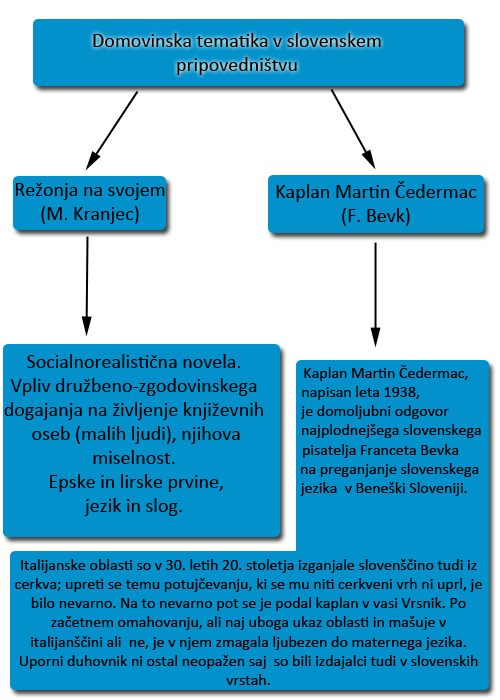 Domovinska tematika v slovenskem
pripovedništvu
Režonja na svojem
(M. Kranjec)
Kaplan Martin Čedermac
(F. Bevk)
Socialnorealistična novela.
Vpliv družbeno-zgodovinskega
dogajanja na življenje književnih
oseb (malih ljudi), njihova
miselnost.
Epske in lirske prvine,
jezik in slog.
Kaplan Martin Čedermac,
napisan leta 1938,
je domoljubni odgovor
najplodnejšega slovenskega
pisatelja Franceta Bevka
na preganjanje slovenskega
jezika v Beneški Sloveniji.
Italijanske oblasti so v 30. letih 20. stoletja izganjale slovenščino tudi iz
cerkva; upreti se temu potujčevanju, ki se mu niti cerkveni vrh ni uprl, je
bilo nevarno. Na to nevarno pot se je podal kaplan v vasi Vrsnik. Po
začetnem omahovanju, ali naj uboga ukaz oblasti in mašuje v
italijanščini ali ne, je v njem zmagala ljubezen do maternega jezika.
Uporni duhovnik ni ostal neopažen saj so bili izdajalci tudi v slovenskih
vrstah.